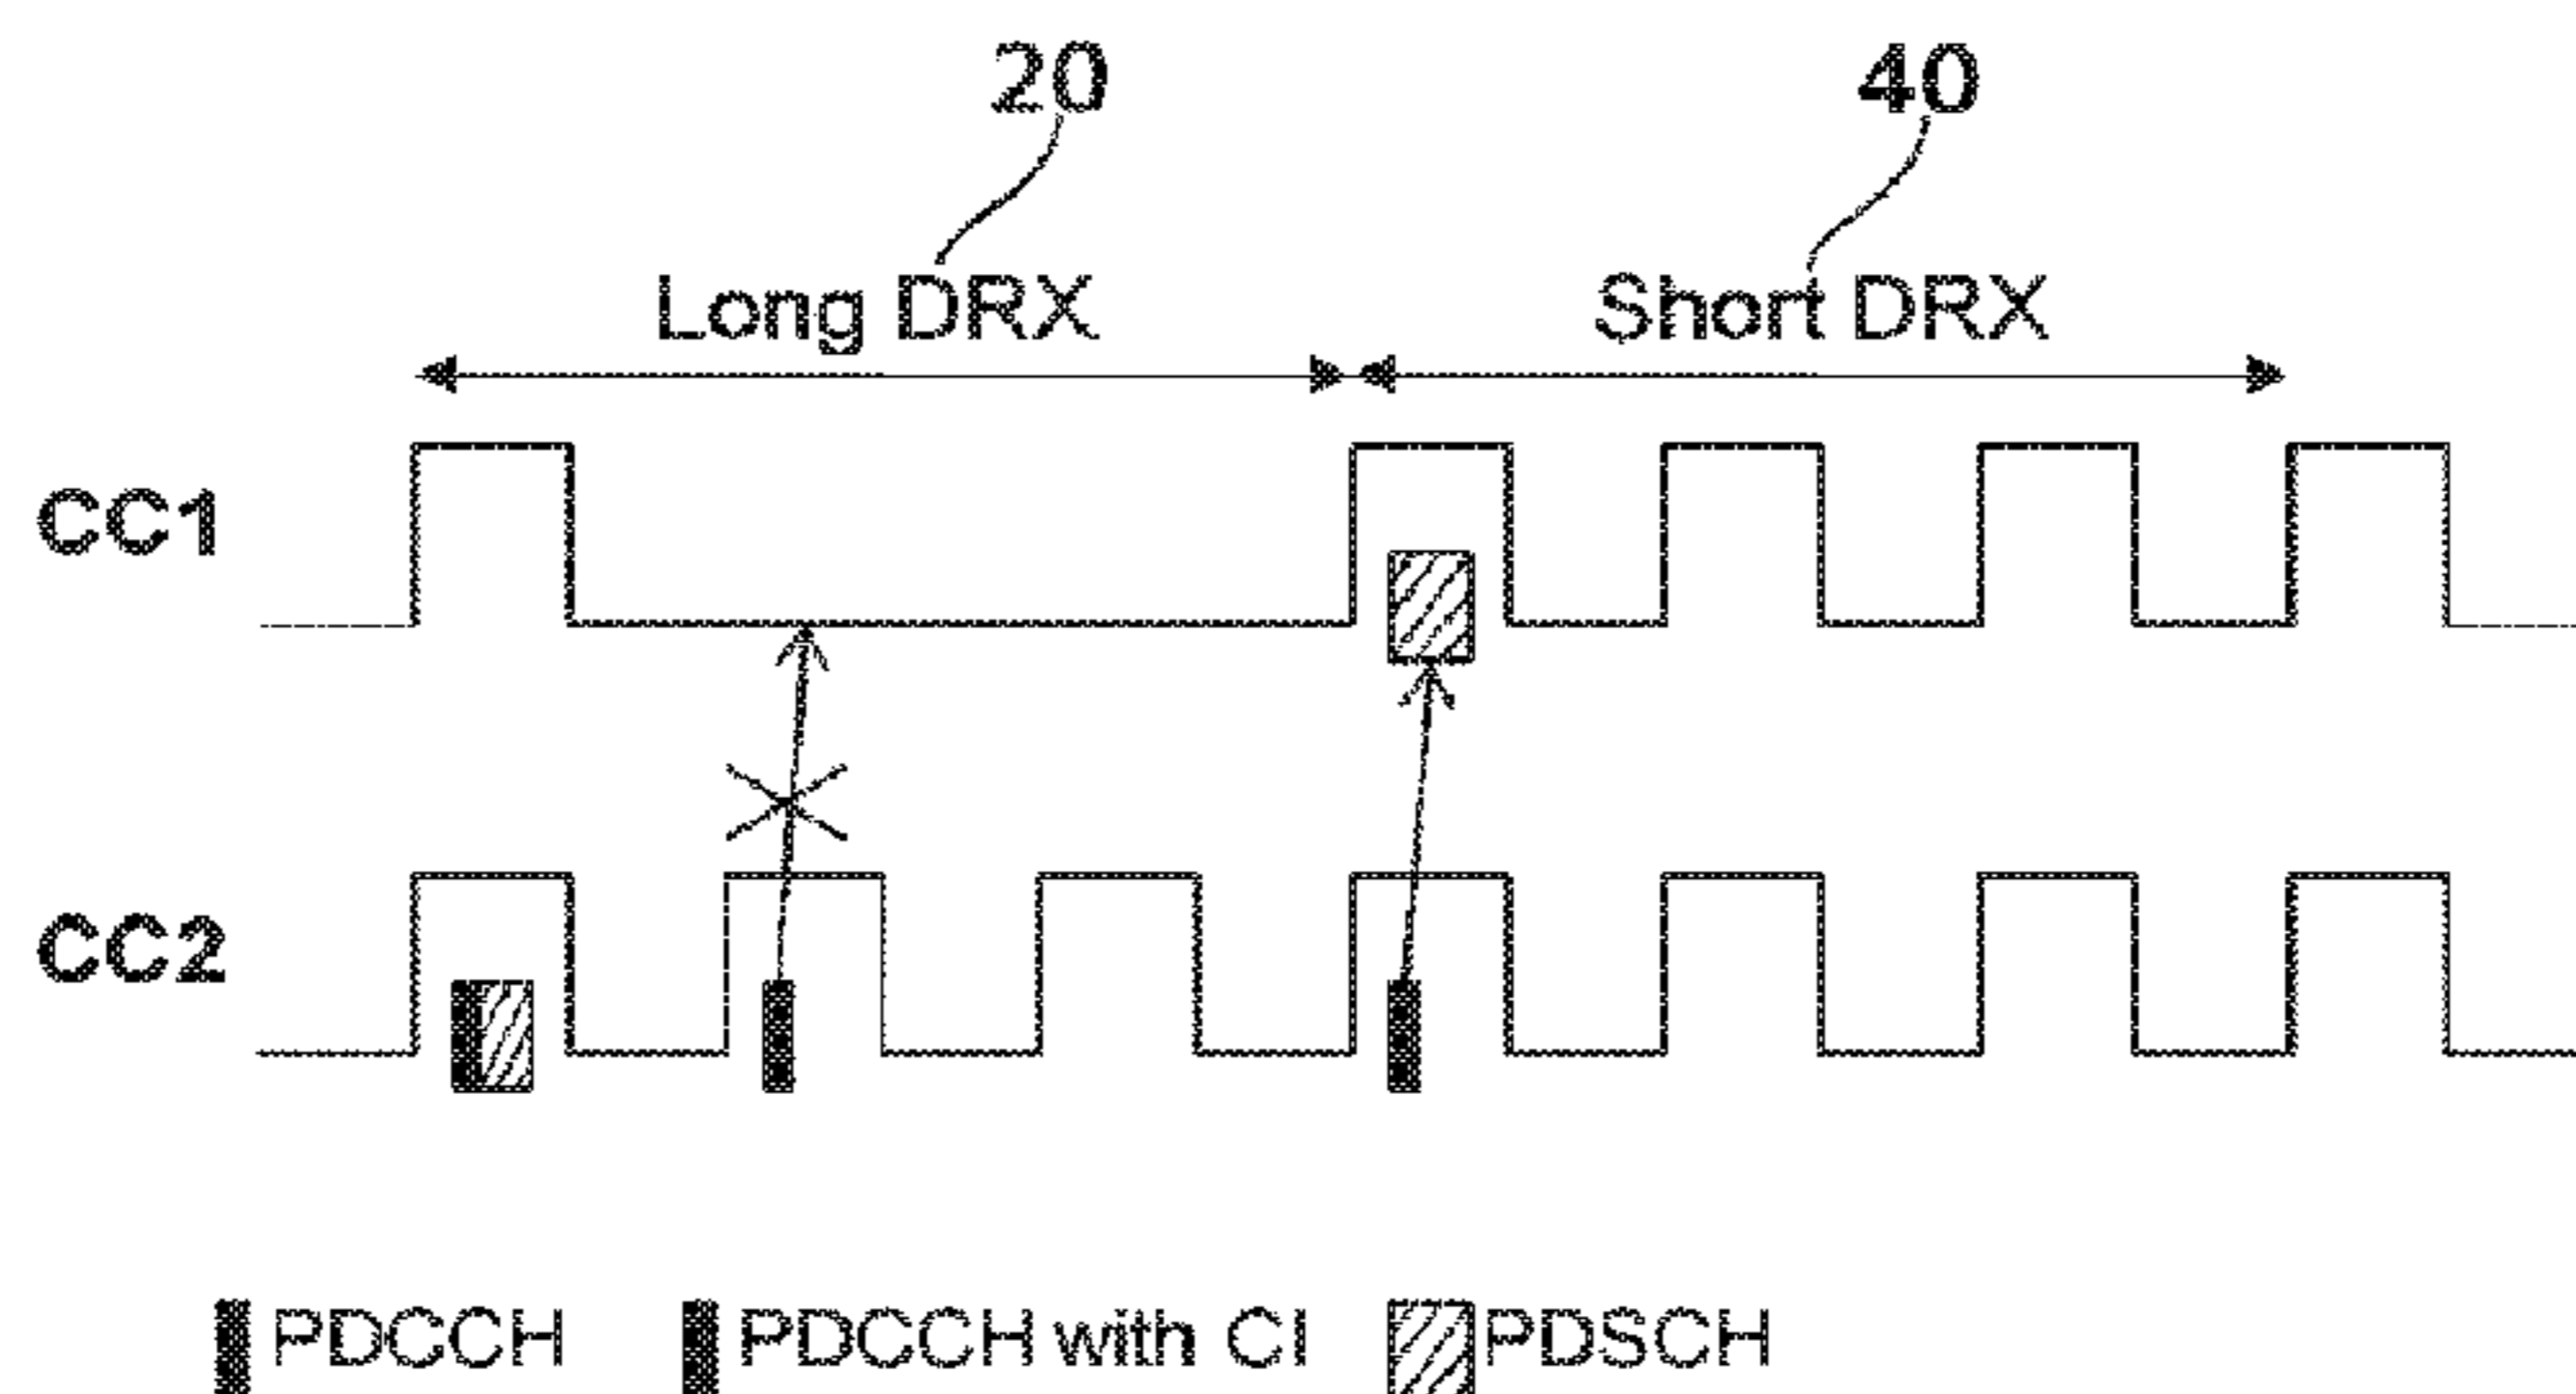 20 40
Long DRX Short DRX
CC1
CC2
PDCCH PDCCH with CI PDSCH